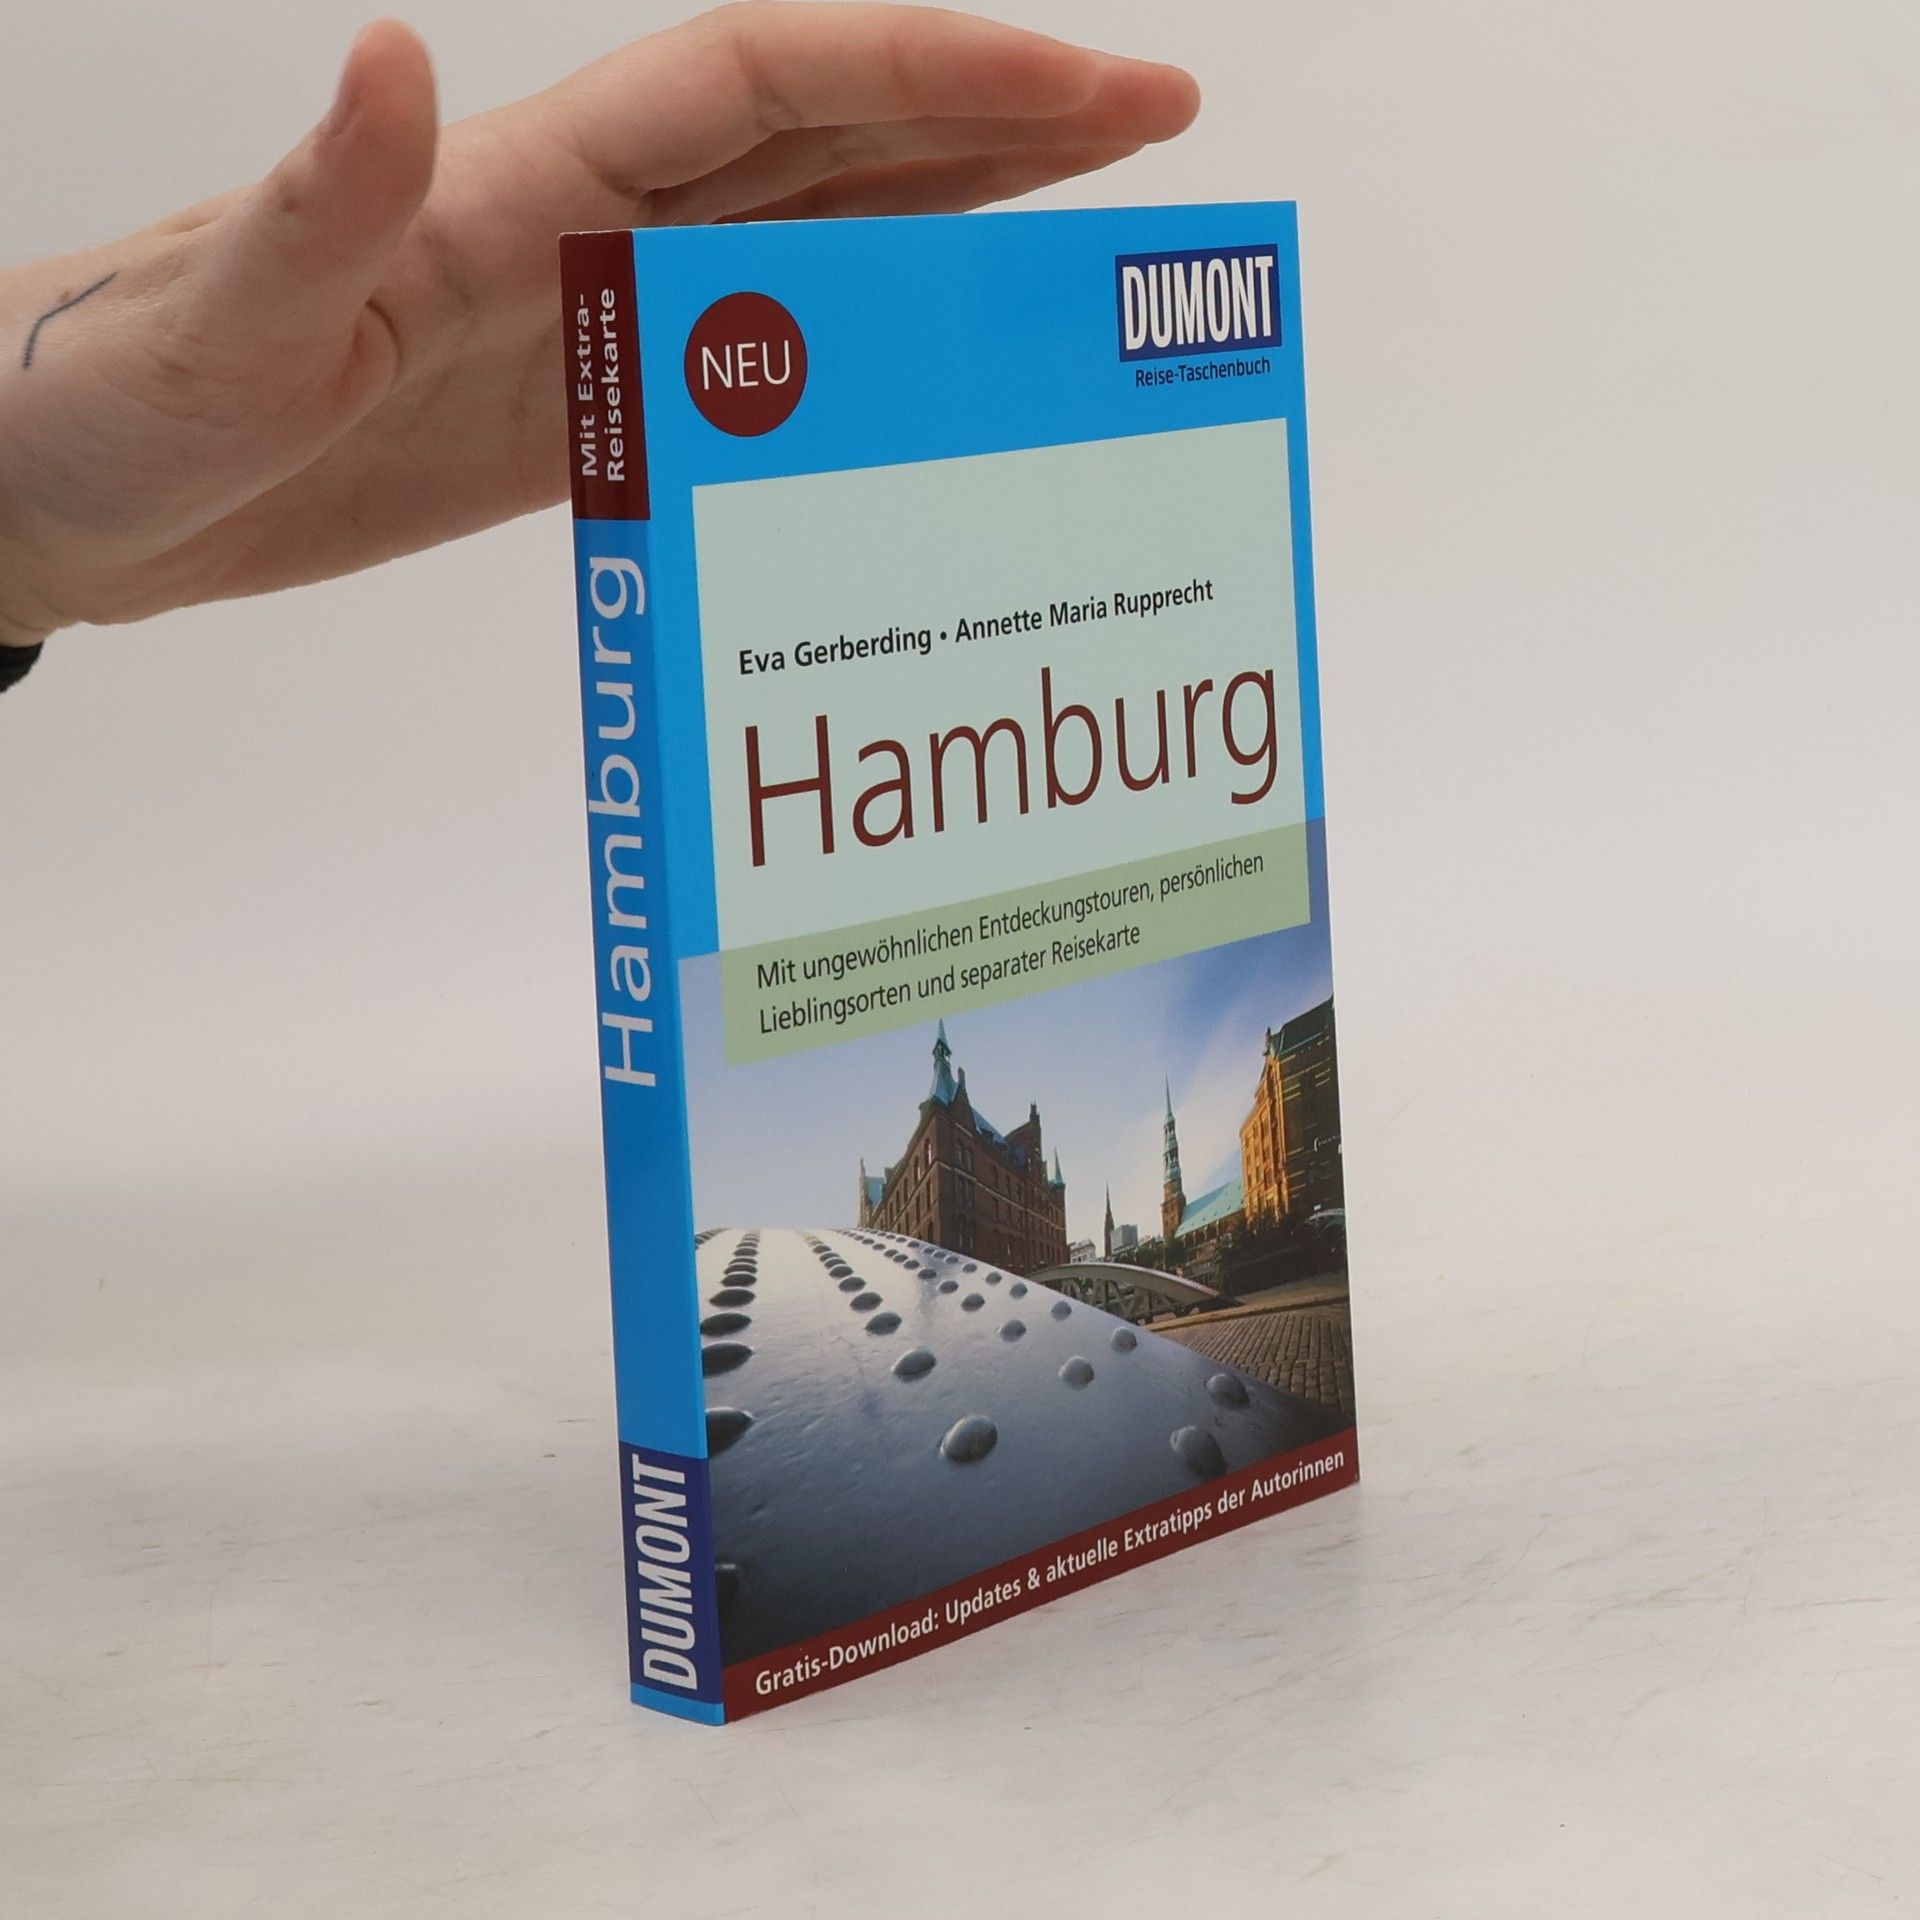 Mit Extra-
Reisekarte
Hamburg
DUMONT
NEU
DUMONT
Reise-Taschenbuch
Eva Gerberding • Annette Maria Rupprecht
Hamburg
Mit ungewöhnlichen Entdeckungstouren, persönlichen
Lieblingsorten und separater Reisekarte
Gratis-Download: Updates & aktuelle Extratipps der Autorinnen